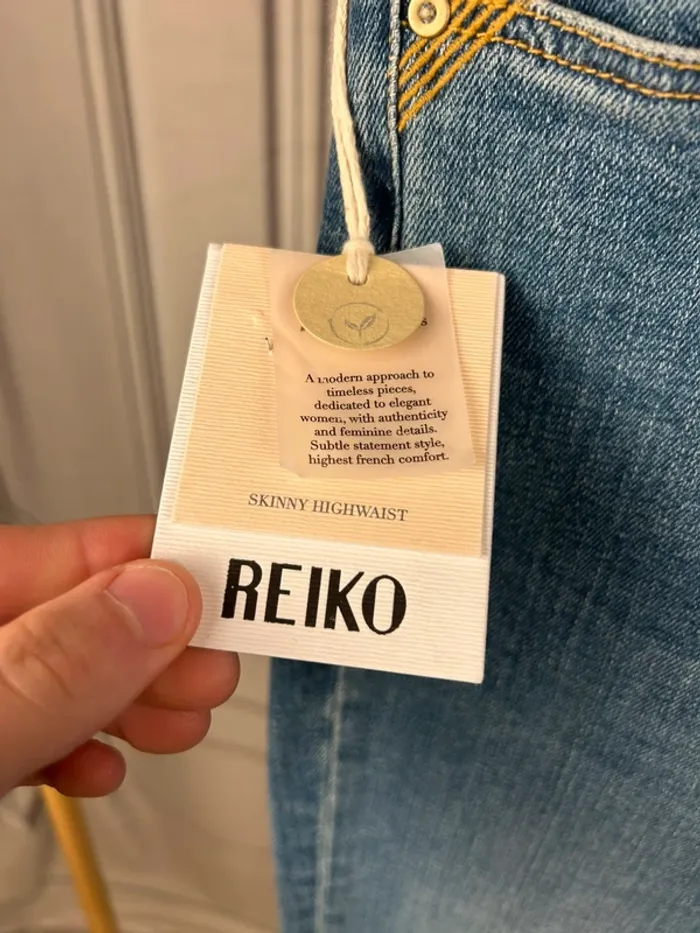 A modern approach to
timeless pieces,
dedicated to elegant
women, with authenticity
and feminine details.
Subtle statement style,
highest french comfort.
SKINNY HIGHWAIST
REIKO